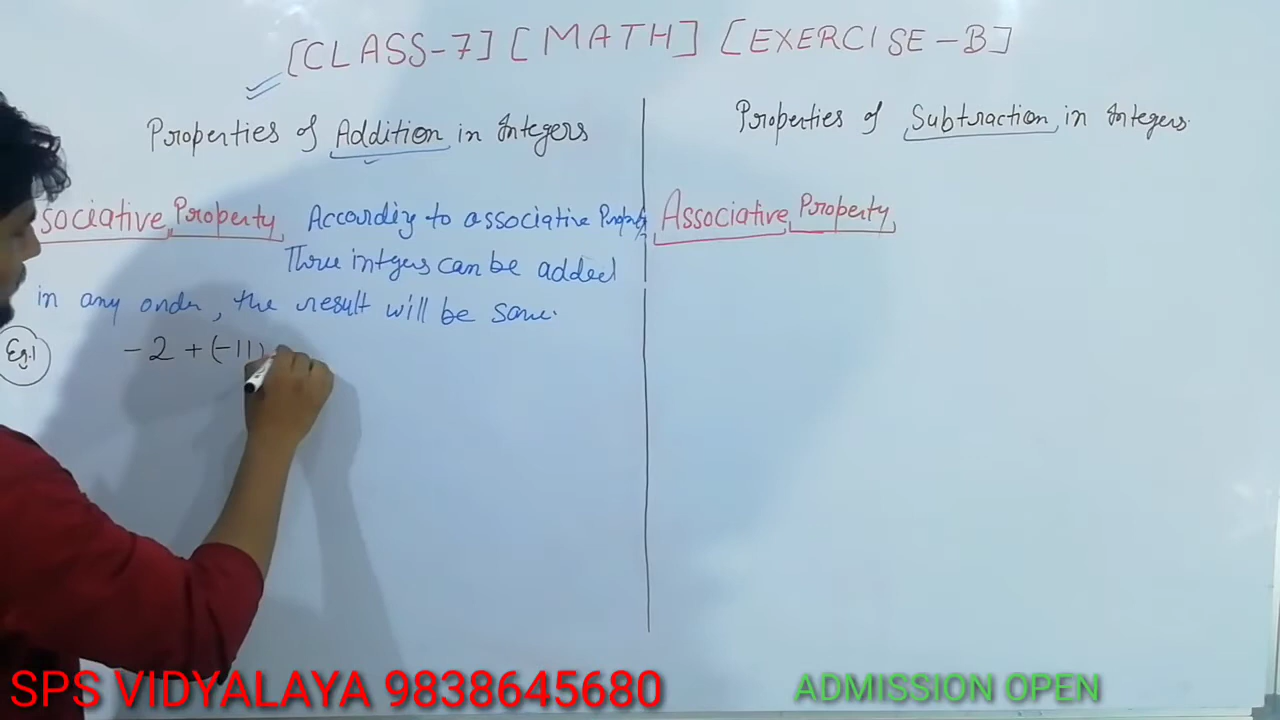 [CLASS-7] [MATH] [EXERCISE-B]
Properties of Addition in Integers
sociative Property According to associative Property
Three intgers can be added
in any order, the result will be same.
Eg.1 -2 + (-11)
Properties of Subtraction in Integers.
Associative Property
SPS VIDYALAYA 9838645680
ADMISSION OPEN